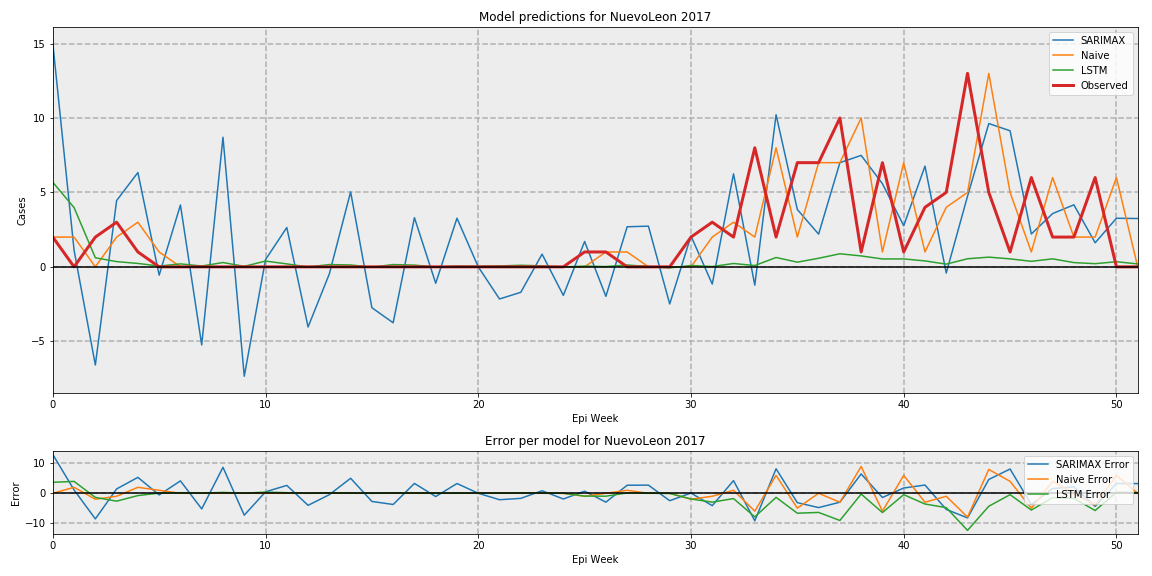 Model predictions for NuevoLeon 2017
15
10
5
0
−5
Cases
SARIMAX
Naive
LSTM
Observed
0
10
20
30
40
50
Epi Week
Error per model for NuevoLeon 2017
10
0
−10
Error
SARIMAX Error
Naive Error
LSTM Error
0
10
20
30
40
50
Epi Week